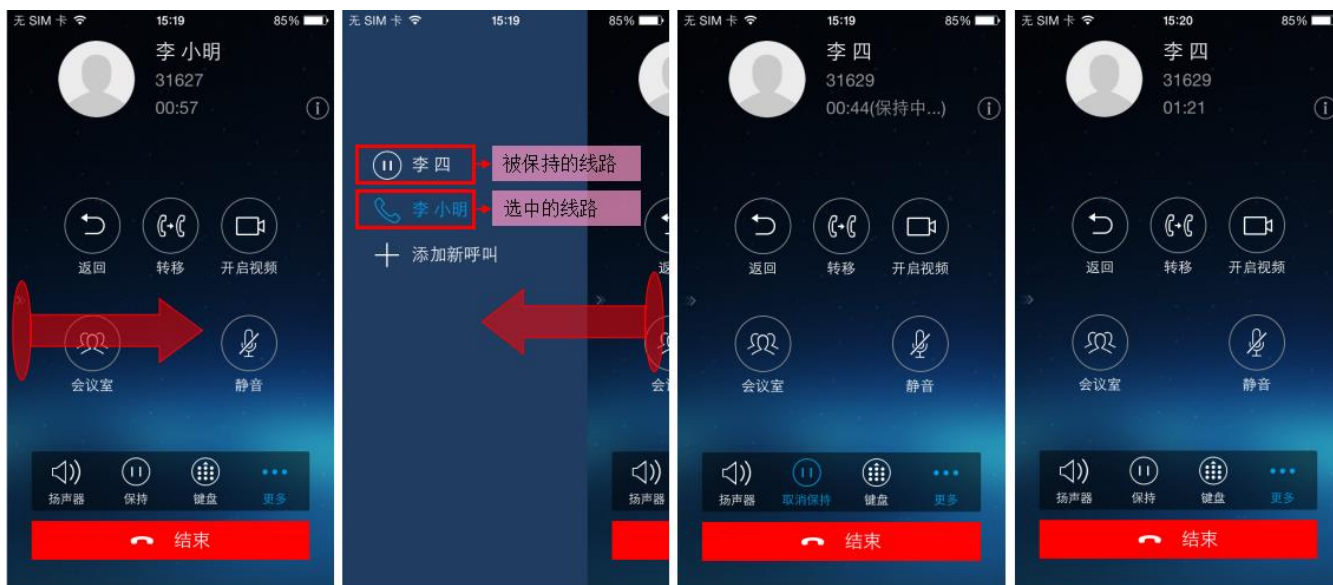 无 SIM 卡 15:19 85%
李 小明
31627
00:57
返回 转移 开启视频
会议室 静音
扬声器 保持 键盘 更多
结束
无 SIM 卡 15:19 85%
李 四 被保持的线路
李 小明 选中的线路
添加新呼叫
扬声器
无 SIM 卡 15:19 85%
李 四
31629
00:44(保持中...)
返回 转移 开启视频
会议室 静音
扬声器 取消保持 键盘 更多
结束
无 SIM 卡 15:20 85%
李 四
31629
01:21
返回 转移 开启视频
会议室 静音
扬声器 保持 键盘 更多
结束